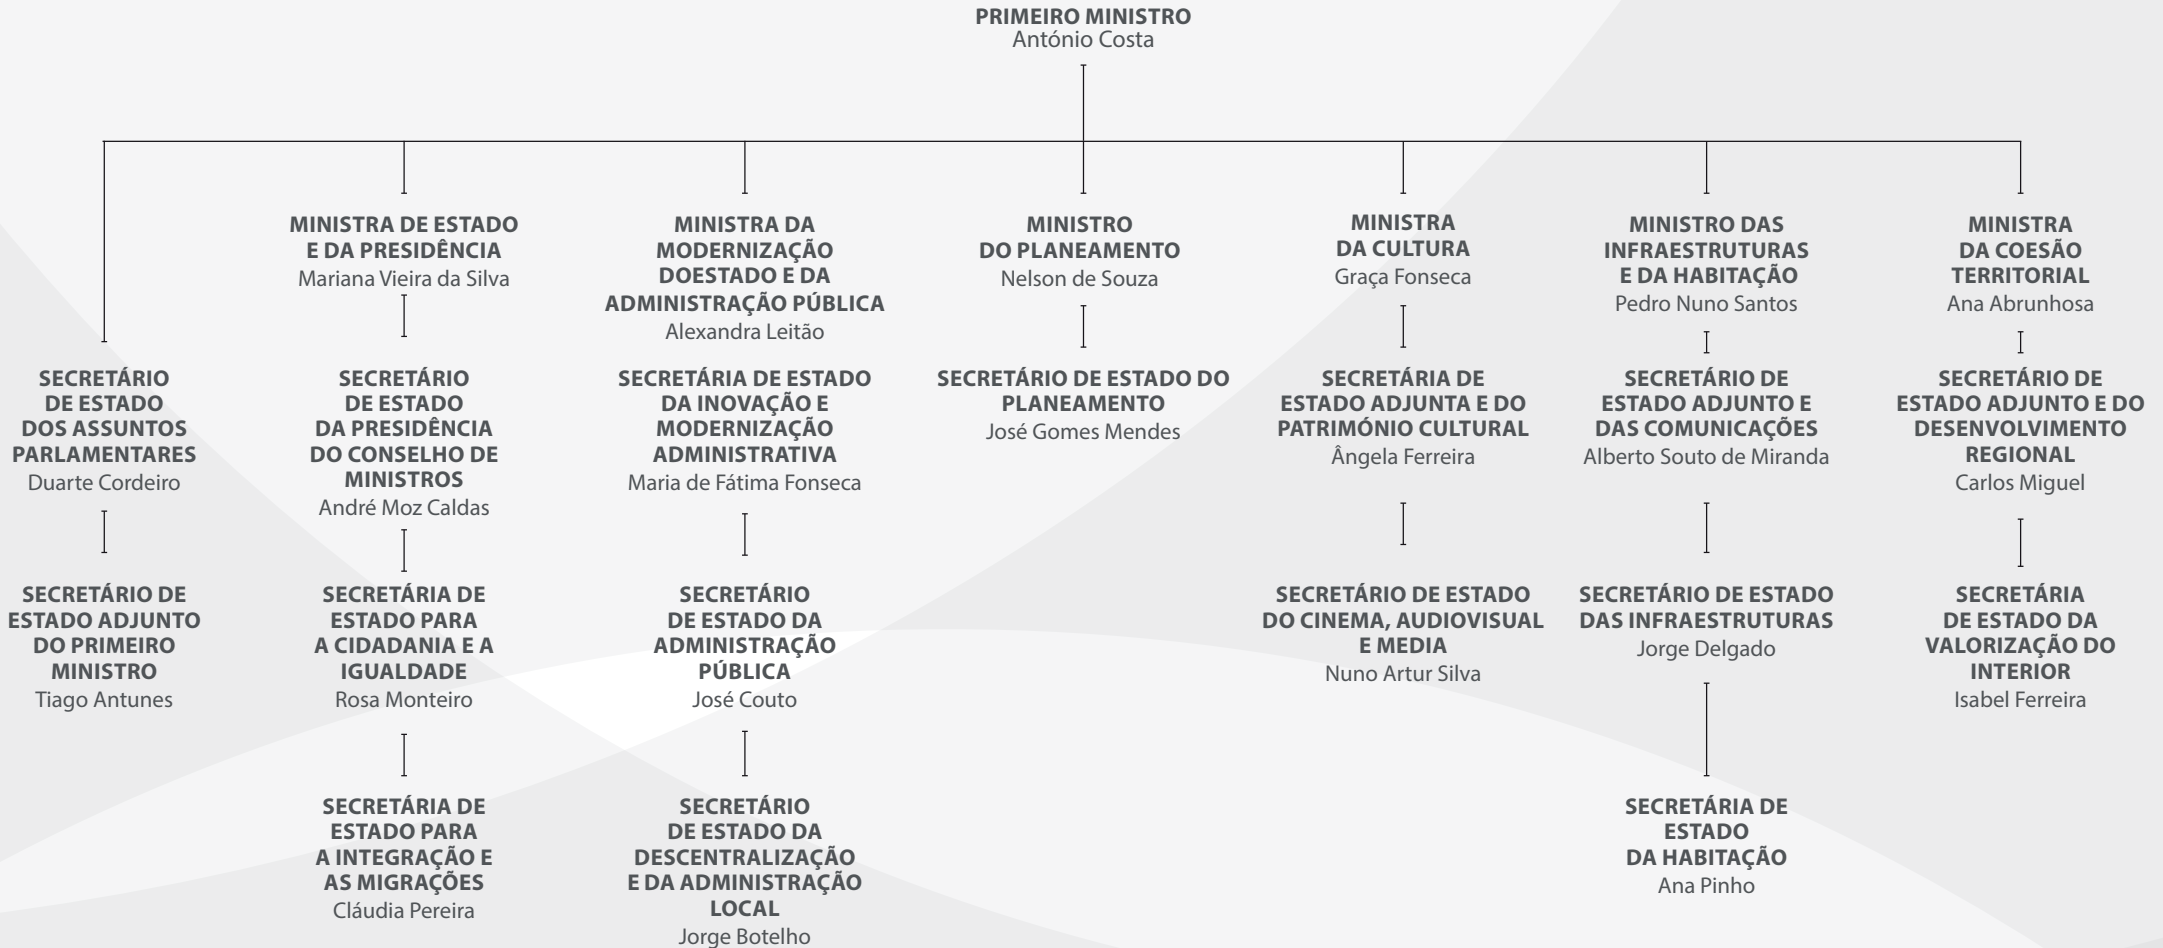 PRIMEIRO MINISTRO
António Costa
SECRETÁRIO
DE ESTADO
DOS ASSUNTOS
PARLAMENTARES
Duarte Cordeiro
SECRETÁRIO DE
ESTADO ADJUNTO
DO PRIMEIRO
MINISTRO
Tiago Antunes
MINISTRA DE ESTADO
E DA PRESIDÊNCIA
Mariana Vieira da Silva
SECRETÁRIO
DE ESTADO
DA PRESIDÊNCIA
DO CONSELHO DE
MINISTROS
André Moz Caldas
SECRETÁRIA DE
ESTADO PARA
A CIDADANIA E A
IGUALDADE
Rosa Monteiro
SECRETÁRIA DE
ESTADO PARA
A INTEGRAÇÃO E
AS MIGRAÇÕES
Cláudia Pereira
MINISTRA DA
MODERNIZAÇÃO
DOESTADO E DA
ADMINISTRAÇÃO PÚBLICA
Alexandra Leitão
SECRETÁRIA DE ESTADO
DA INOVAÇÃO E
MODERNIZAÇÃO
ADMINISTRATIVA
Maria de Fátima Fonseca
SECRETÁRIO
DE ESTADO DA
ADMINISTRAÇÃO
PÚBLICA
José Couto
SECRETÁRIO
DE ESTADO DA
DESCENTRALIZAÇÃO
E DA ADMINISTRAÇÃO
LOCAL
Jorge Botelho
MINISTRO
DO PLANEAMENTO
Nelson de Souza
SECRETÁRIO DE ESTADO DO
PLANEAMENTO
José Gomes Mendes
MINISTRA
DA CULTURA
Graça Fonseca
SECRETÁRIA DE
ESTADO ADJUNTA E DO
PATRIMÓNIO CULTURAL
Ângela Ferreira
SECRETÁRIO DE ESTADO
DO CINEMA, AUDIOVISUAL
E MEDIA
Nuno Artur Silva
MINISTRO DAS
INFRAESTRUTURAS
E DA HABITAÇÃO
Pedro Nuno Santos
SECRETÁRIO DE
ESTADO ADJUNTO E
DAS COMUNICAÇÕES
Alberto Souto de Miranda
SECRETÁRIO DE ESTADO
DAS INFRAESTRUTURAS
Jorge Delgado
SECRETÁRIA DE
ESTADO
DA HABITAÇÃO
Ana Pinho
MINISTRA
DA COESÃO
TERRITORIAL
Ana Abrunhosa
SECRETÁRIO DE
ESTADO ADJUNTO E DO
DESENVOLVIMENTO
REGIONAL
Carlos Miguel
SECRETÁRIA
DE ESTADO DA
VALORIZAÇÃO DO
INTERIOR
Isabel Ferreira